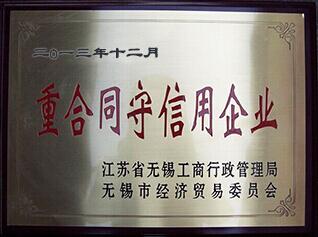 二〇一三年十二月
重合同守信用企业
江苏省无锡工商行政管理局
无锡市经济贸易委员会